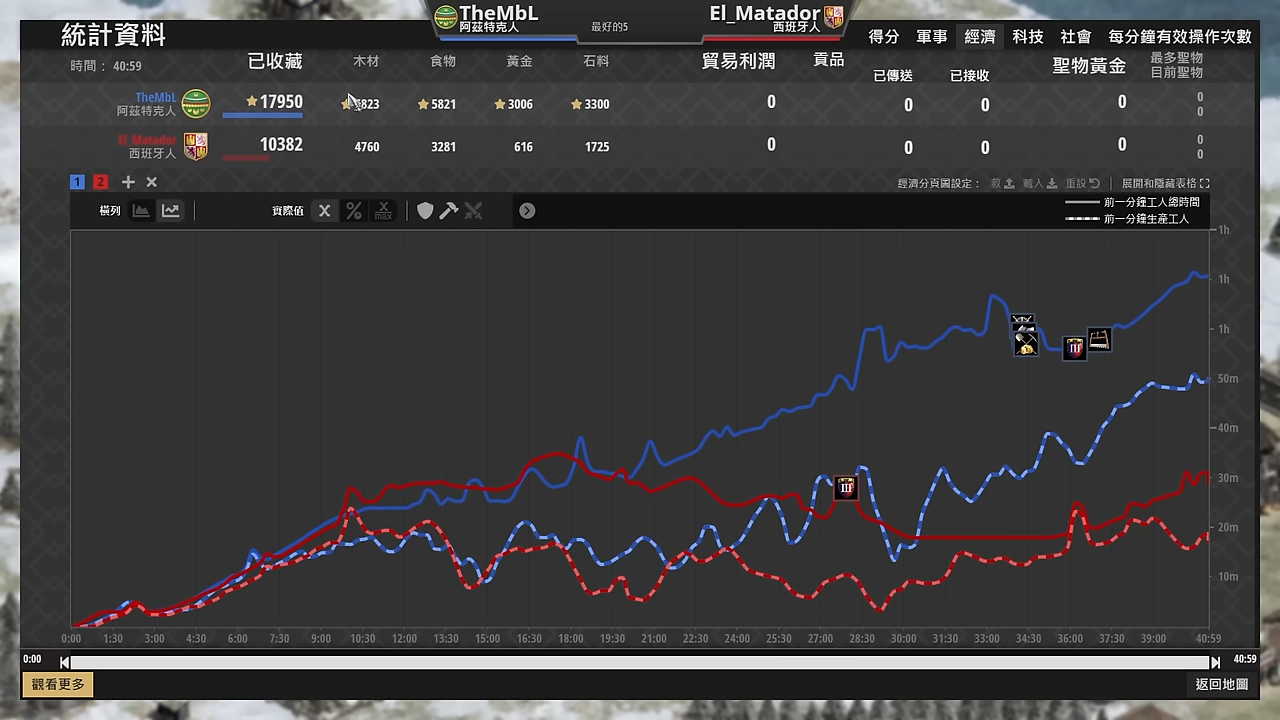 TheMbL
阿茲特克人
最好的5
El_Matador
西班牙人
統計資料
得分 軍事 經濟 科技 社會 每分鐘有效操作次數
時間： 40:59
已收藏 木材 食物 黃金 石料 貿易利潤 貢品 已傳送 已接收 聖物黃金 最多聖物
目前聖物
TheMbL
阿茲特克人
17950 5821 3006 3300 0 0 0 0 0
0
El_Matador
西班牙人
10382 4760 3281 616 1725 0 0 0 0 0
0
1 2
經濟分頁圖設定： 載入 重設 展開和隱藏表格
橫列 實際值 X % X max
前一分鐘工人總時間
前一分鐘生產工人
1h
1h
1h
50m
40m
30m
20m
10m
III
III
0:00 1:30 3:00 4:30 6:00 7:30 9:00 10:30 12:00 13:30 15:00 16:30 18:00 19:30 21:00 22:30 24:00 25:30 27:00 28:30 30:00 31:30 33:00 34:30 36:00 37:30 39:00 40:59
0:00 40:59
觀看更多 返回地圖